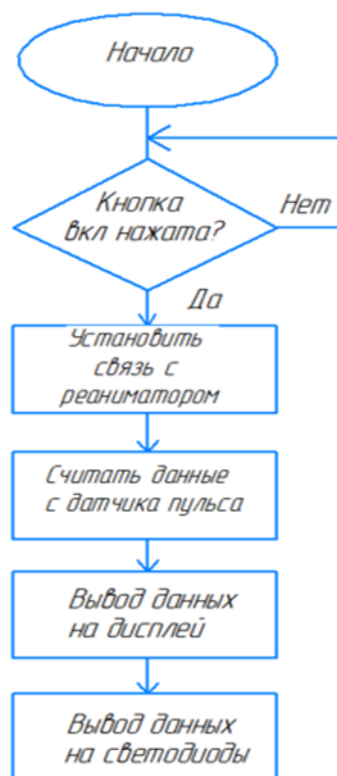 Начало
Кнопка
вкл нажата?
Нет
Да
Установить
связь с
реаниматором
Считать данные
с датчика пульса
Вывод данных
на дисплей
Вывод данных
на светодиоды